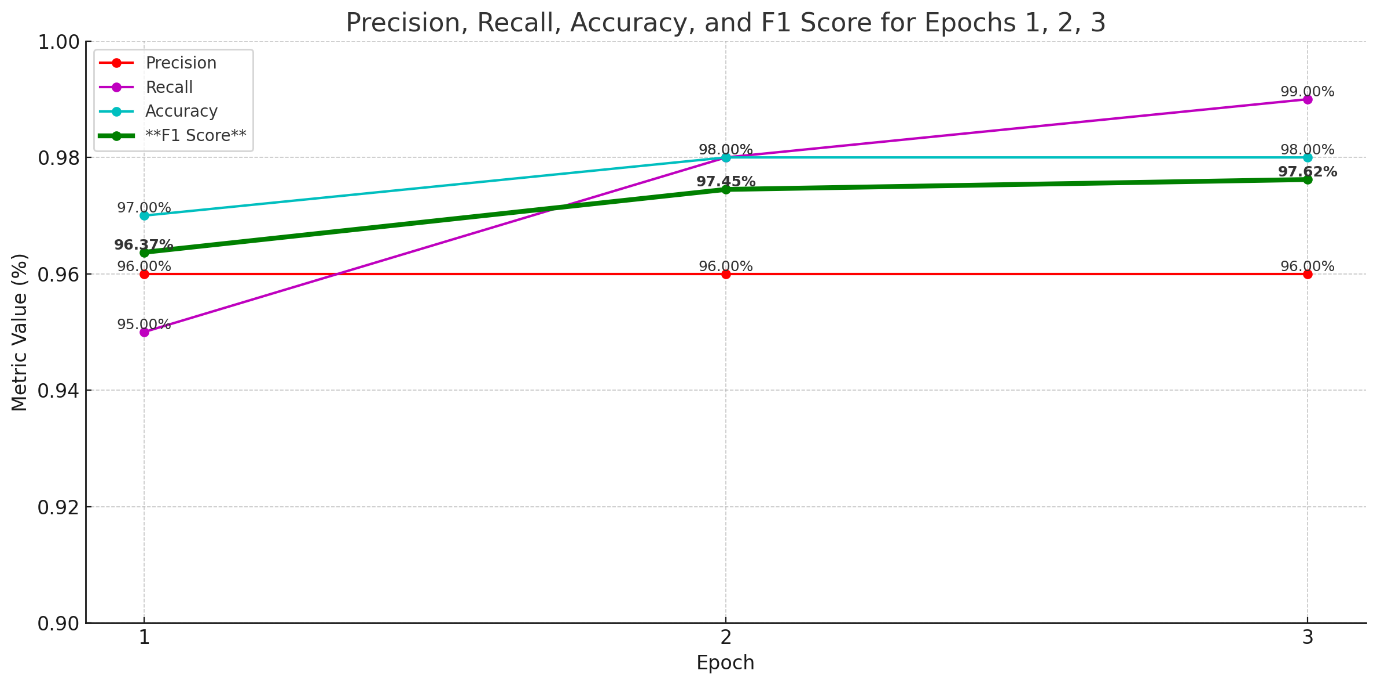 Precision, Recall, Accuracy, and F1 Score for Epochs 1, 2, 3
Metric Value (%)
1.00
0.98
0.96
0.94
0.92
0.90
Precision
Recall
Accuracy
**F1 Score**
97.00%
96.37%
96.00%
95.00%
98.00%
97.45%
96.00%
99.00%
98.00%
97.62%
96.00%
1 2 3
Epoch